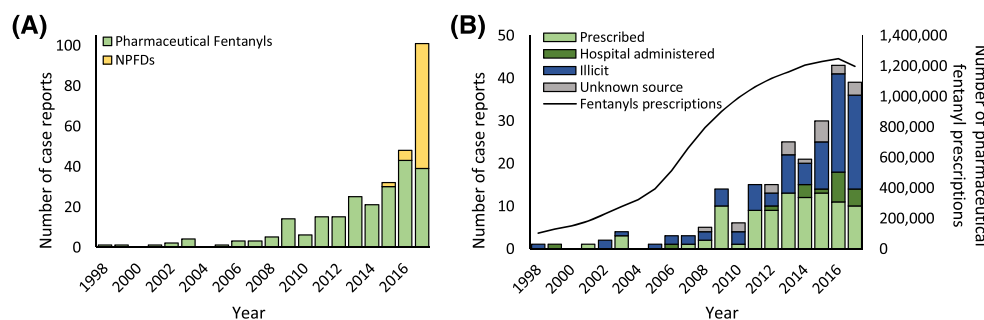 (A)
Number of case reports
100
80
60
40
20
0
Pharmaceutical Fentanyls
NPFDs
1998
2000
2002
2004
2006
2008
2010
2012
2014
2016
Year
(B)
Number of case reports
50
40
30
20
10
0
Prescribed
Hospital administered
Illicit
Unknown source
Fentanyls prescriptions
1998
2000
2002
2004
2006
2008
2010
2012
2014
2016
Year
1,400,000
1,200,000
1,000,000
800,000
600,000
400,000
200,000
0
Number of pharmaceutical
fentanyl prescriptions